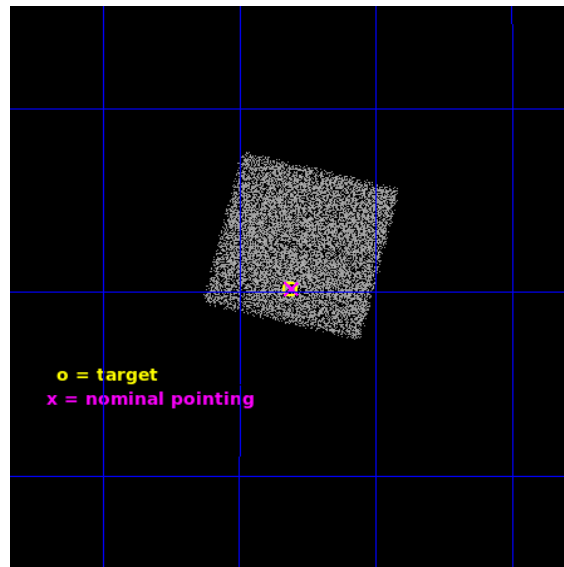 o = target
x = nominal pointing